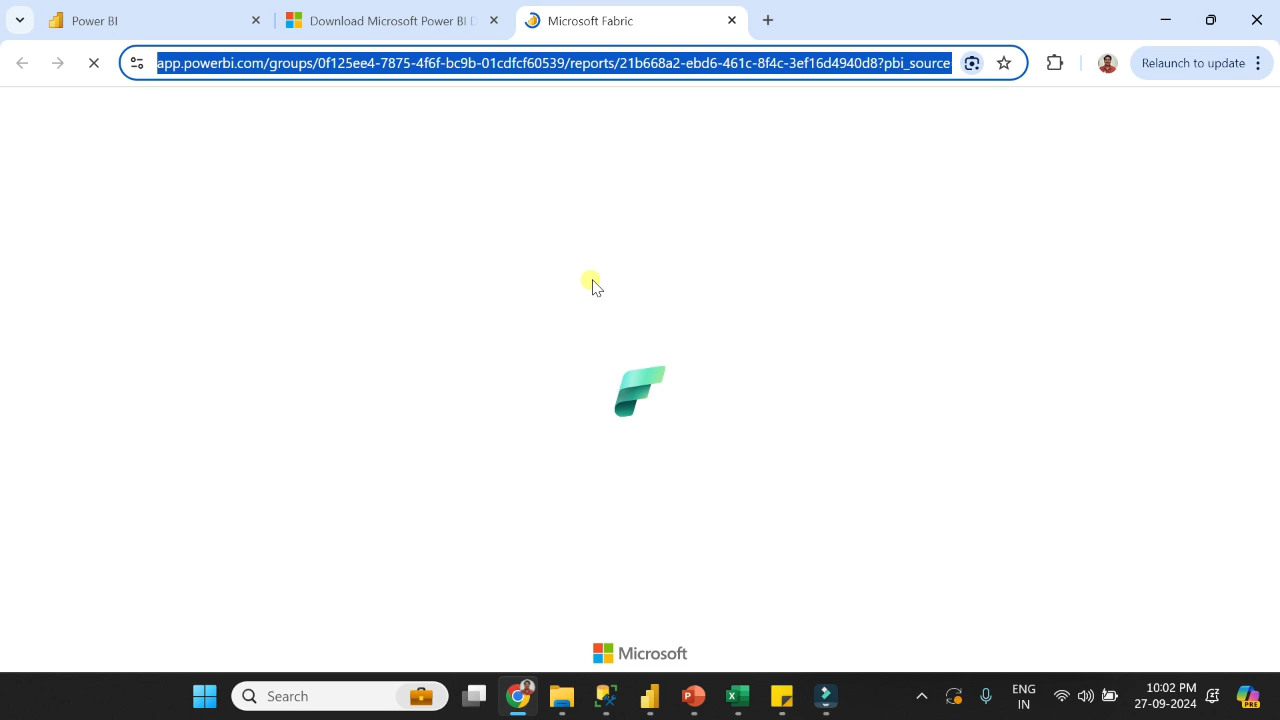 Power BI
Download Microsoft Power BI D
Microsoft Fabric
app.powerbi.com/groups/0f125ee4-7875-4f6f-bc9b-01cdfcf60539/reports/21b668a2-ebd6-461c-8f4c-3ef16d4940d8?pbi_source
Relaunch to update
Microsoft
Search
ENG
IN
10:02 PM
27-09-2024
PRE